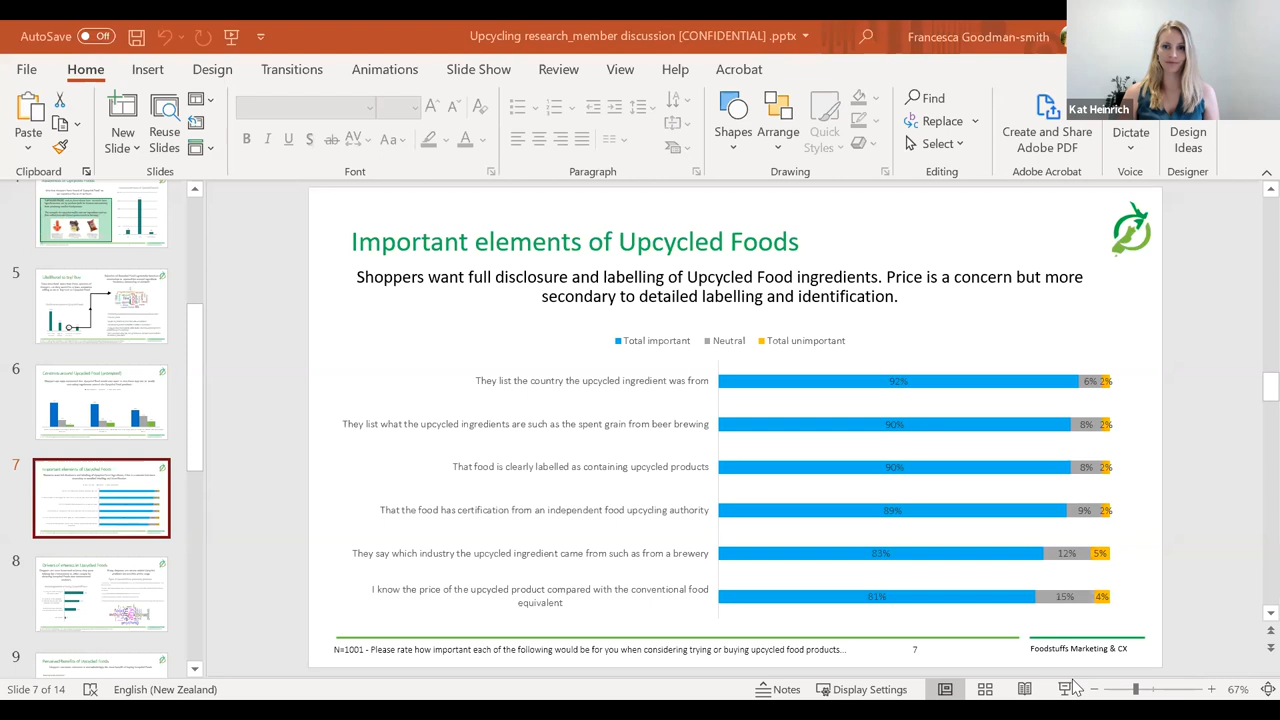 AutoSave Off
Upcycling research_member discussion [CONFIDENTIAL] .pptx
Francesca Goodman-smith
Kat Heinrich
File Home Insert Design Transitions Animations Slide Show Review View Help Acrobat
Paste
New Slide
Reuse Slides
Shapes
Arrange
Quick Styles
Find
Replace
Select
Create and Share Adobe PDF
Dictate
Design Ideas
Clipboard
Slides
Font
Paragraph
Drawing
Editing
Adobe Acrobat
Voice
Designer
5
6
7
8
9
Important elements of Upcycled Foods
Shoppers want full disclosure and labelling of Upcycled Food ingredients. Price is a concern but more
secondary to detailed labelling and identification.
Total important Neutral Total unimportant
They list the country the upcycled ingredient was from 92% 6% 2%
They list what the upcycled ingredients are such as the spent grain from beer brewing 90% 8% 2%
90% 8% 2%
That the food has certification from an independent food upcycling authority 89% 9% 2%
They say which industry the upcycled ingredient came from such as from a brewery 83% 12% 5%
I know the price of the upcycled product compared with the conventional food
equivalent 81% 15% 4%
N=1001 - Please rate how important each of the following would be for you when considering trying or buying upcycled food products...
7
Foodstuffs Marketing & CX
Slide 7 of 14
English (New Zealand)
Notes
Display Settings
67%